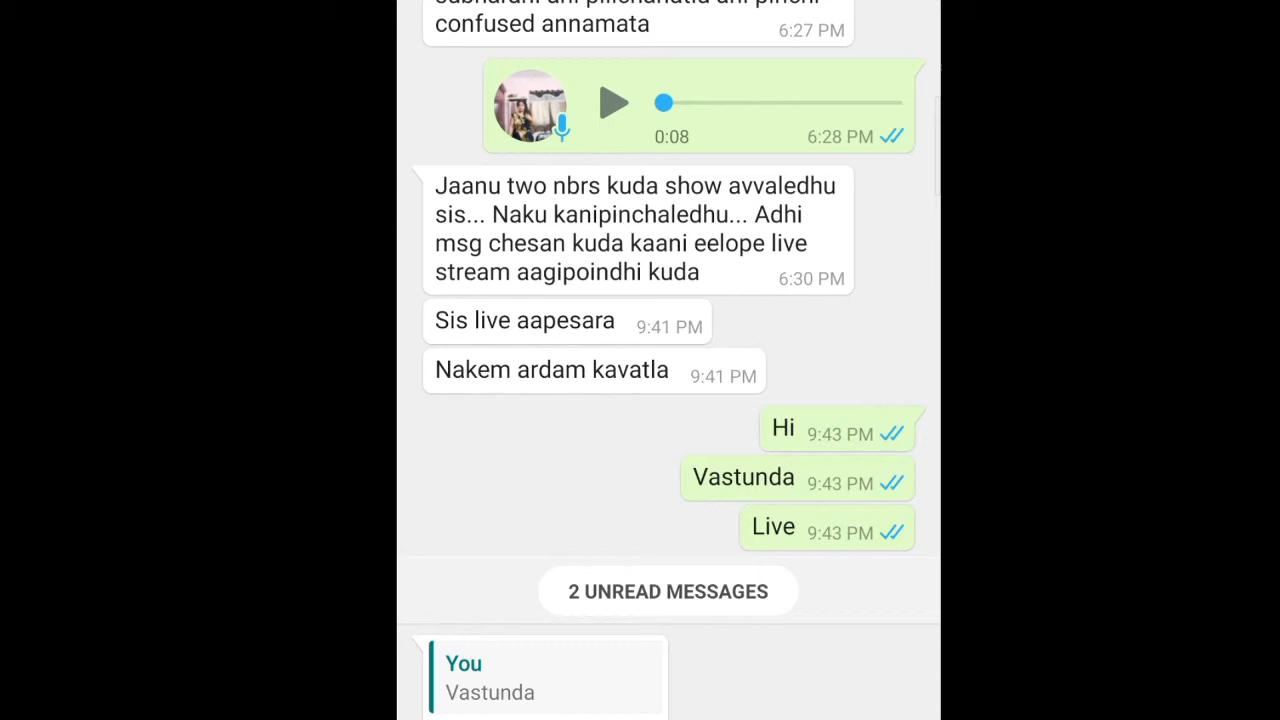 confused annamata
6:27 PM
0:08
6:28 PM
Jaanu two nbrs kuda show avvaledhu
sis... Naku kanipinchaledhu... Adhi
msg chesan kuda kaani eelope live
stream aagipoindhi kuda
6:30 PM
Sis live aapesara 9:41 PM
Nakem ardam kavatla 9:41 PM
Hi 9:43 PM
Vastunda 9:43 PM
Live 9:43 PM
2 UNREAD MESSAGES
You
Vastunda